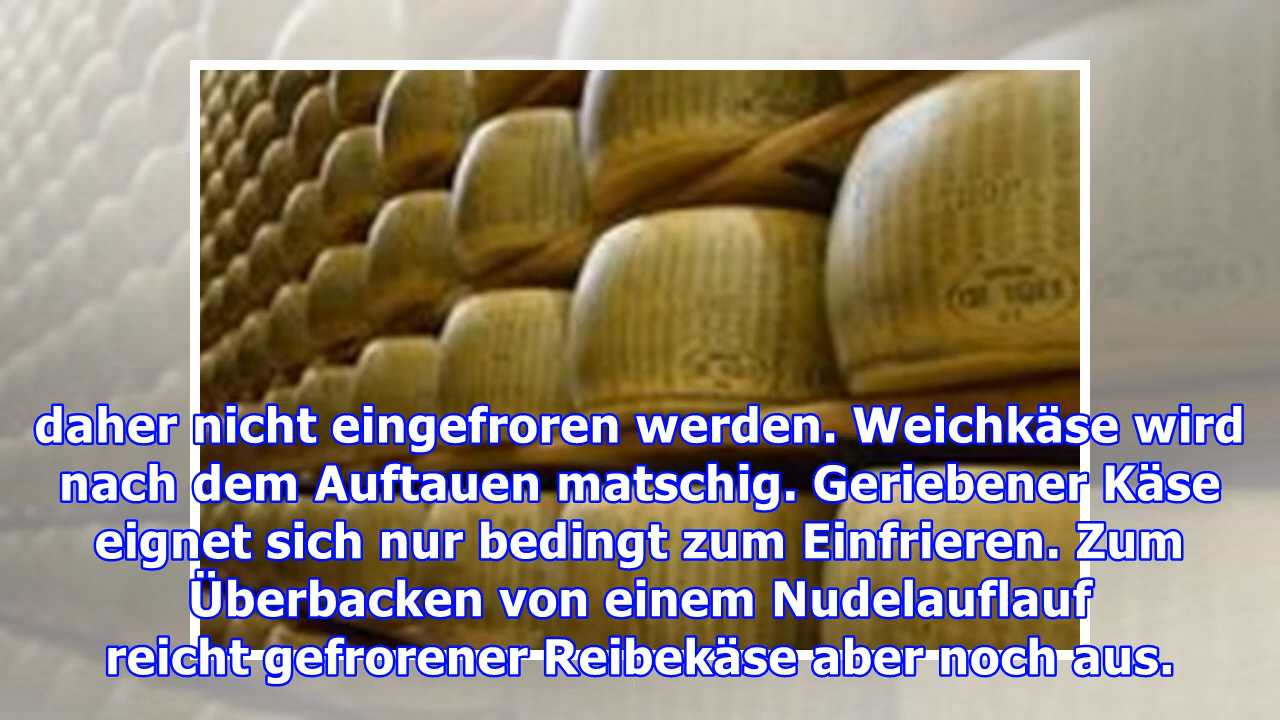 daher nicht eingefroren werden. Weichkäse wird
nach dem Auftauen matschig. Geriebener Käse
eignet sich nur bedingt zum Einfrieren. Zum
Überbacken von einem Nudelauflauf
reicht gefrorener Reibekäse aber noch aus.